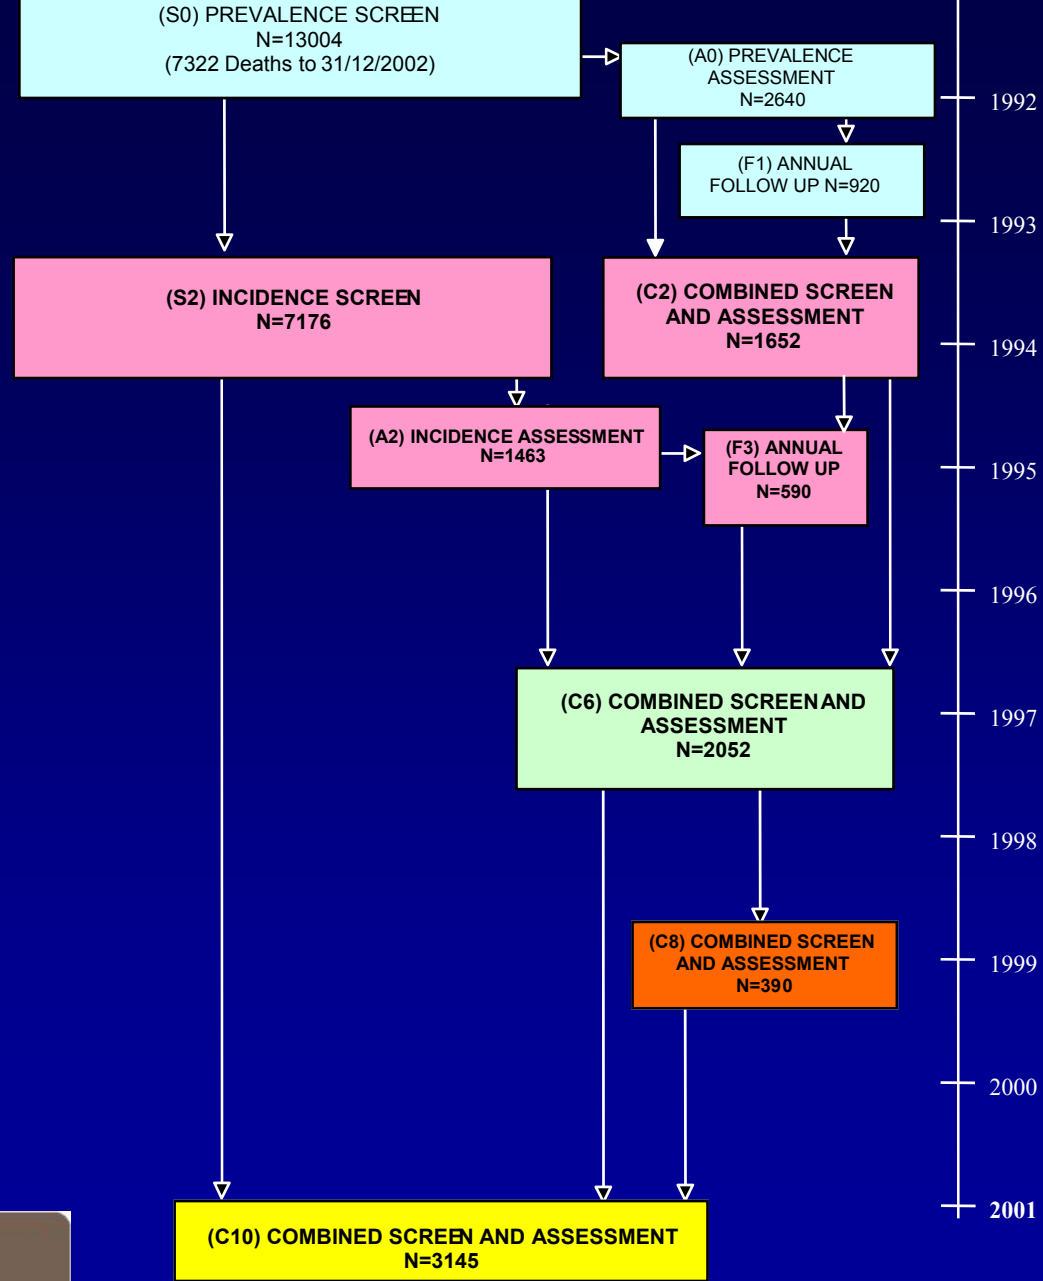 (S0) PREVALENCE SCREEN
N=13004
(7322 Deaths to 31/12/2002)
(A0) PREVALENCE
ASSESSMENT
N=2640
1992
(F1) ANNUAL
FOLLOW UP N=920
1993
(S2) INCIDENCE SCREEN
N=7176
(C2) COMBINED SCREEN
AND ASSESSMENT
N=1652
1994
(A2) INCIDENCE ASSESSMENT
N=1463
(F3) ANNUAL
FOLLOW UP
N=590
1995
1996
(C6) COMBINED SCREEN AND
ASSESSMENT
N=2052
1997
1998
(C8) COMBINED SCREEN
AND ASSESSMENT
N=390
1999
2000
2001
(C10) COMBINED SCREEN AND ASSESSMENT
N=3145